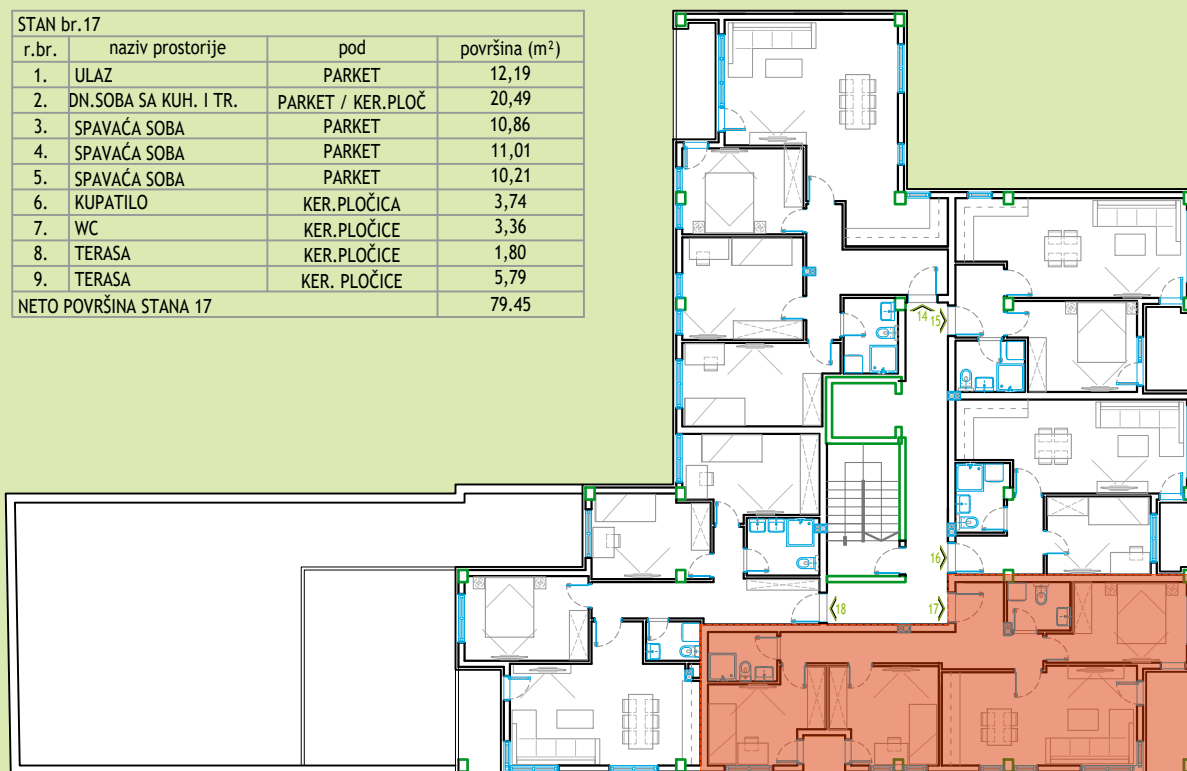 STAN br.17
r.br. naziv prostorije pod površina (m²)
1. ULAZ PARKET 12,19
2. DN.SOBA SA KUH. I TR. PARKET / KER.PLOČ 20,49
3. SPAVAĆA SOBA PARKET 10,86
4. SPAVAĆA SOBA PARKET 11,01
5. SPAVAĆA SOBA PARKET 10,21
6. KUPATILO KER.PLOČICA 3,74
7. WC KER.PLOČICE 3,36
8. TERASA KER.PLOČICE 1,80
9. TERASA KER. PLOČICE 5,79
NETO POVRŠINA STANA 17 79.45
14 15
16
18 17